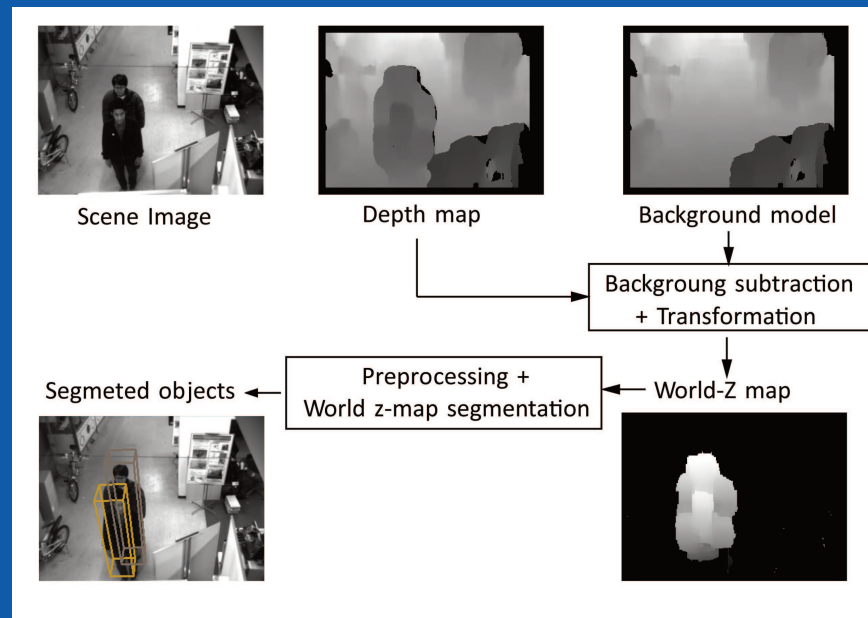 Scene Image
Depth map
Background model
Backgroung subtraction
+ Transformation
Segmeted objects
Preprocessing +
World z-map segmentation
World-Z map